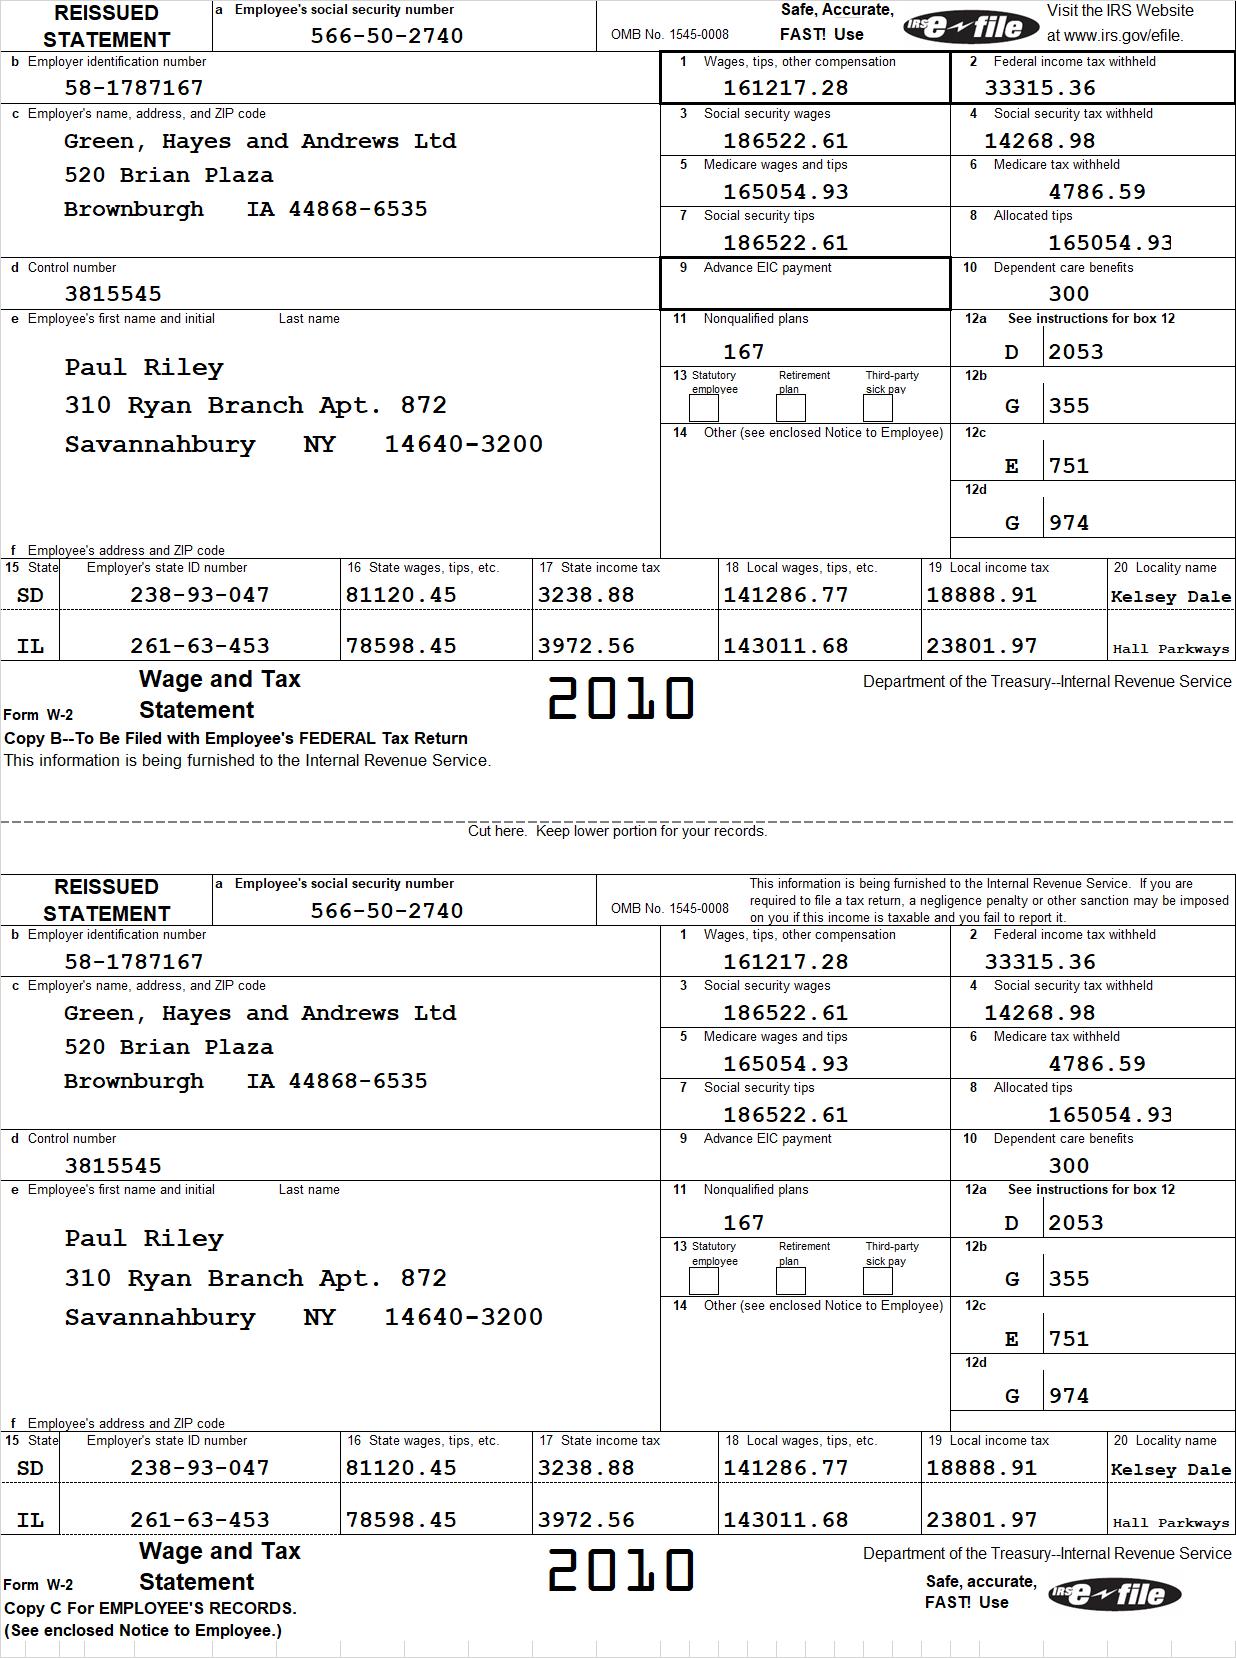 REISSUED STATEMENT
a Employee's social security number
566-50-2740
OMB No. 1545-0008
Safe, Accurate, FAST! Use
IRS e-file
Visit the IRS Website at www.irs.gov/efile.
b Employer identification number
58-1787167
1 Wages, tips, other compensation
161217.28
2 Federal income tax withheld
33315.36
c Employer's name, address, and ZIP code
Green, Hayes and Andrews Ltd
520 Brian Plaza
Brownburgh IA 44868-6535
3 Social security wages
186522.61
4 Social security tax withheld
14268.98
5 Medicare wages and tips
165054.93
6 Medicare tax withheld
4786.59
7 Social security tips
186522.61
8 Allocated tips
165054.93
d Control number
3815545
9 Advance EIC payment
10 Dependent care benefits
300
e Employee's first name and initial Last name
Paul Riley
310 Ryan Branch Apt. 872
Savannahbury NY 14640-3200
f Employee's address and ZIP code
11 Nonqualified plans
167
12a See instructions for box 12
D 2053
13 Statutory employee Retirement plan Third-party sick pay
12b
G 355
14 Other (see enclosed Notice to Employee)
12c
E 751
12d
G 974
15 State Employer's state ID number 16 State wages, tips, etc. 17 State income tax 18 Local wages, tips, etc. 19 Local income tax 20 Locality name
SD 238-93-047 81120.45 3238.88 141286.77 18888.91 Kelsey Dale
IL 261-63-453 78598.45 3972.56 143011.68 23801.97 Hall Parkways
Form W-2 Wage and Tax Statement
2010
Department of the Treasury--Internal Revenue Service
Copy B--To Be Filed with Employee's FEDERAL Tax Return
This information is being furnished to the Internal Revenue Service.
Cut here. Keep lower portion for your records.
REISSUED STATEMENT
a Employee's social security number
566-50-2740
OMB No. 1545-0008
This information is being furnished to the Internal Revenue Service. If you are
required to file a tax return, a negligence penalty or other sanction may be imposed
on you if this income is taxable and you fail to report it.
b Employer identification number
58-1787167
1 Wages, tips, other compensation
161217.28
2 Federal income tax withheld
33315.36
c Employer's name, address, and ZIP code
Green, Hayes and Andrews Ltd
520 Brian Plaza
Brownburgh IA 44868-6535
3 Social security wages
186522.61
4 Social security tax withheld
14268.98
5 Medicare wages and tips
165054.93
6 Medicare tax withheld
4786.59
7 Social security tips
186522.61
8 Allocated tips
165054.93
d Control number
3815545
9 Advance EIC payment
10 Dependent care benefits
300
e Employee's first name and initial Last name
Paul Riley
310 Ryan Branch Apt. 872
Savannahbury NY 14640-3200
f Employee's address and ZIP code
11 Nonqualified plans
167
12a See instructions for box 12
D 2053
13 Statutory employee Retirement plan Third-party sick pay
12b
G 355
14 Other (see enclosed Notice to Employee)
12c
E 751
12d
G 974
15 State Employer's state ID number 16 State wages, tips, etc. 17 State income tax 18 Local wages, tips, etc. 19 Local income tax 20 Locality name
SD 238-93-047 81120.45 3238.88 141286.77 18888.91 Kelsey Dale
IL 261-63-453 78598.45 3972.56 143011.68 23801.97 Hall Parkways
Form W-2 Wage and Tax Statement
2010
Department of the Treasury--Internal Revenue Service
Safe, accurate, FAST! Use
IRS e-file
Copy C For EMPLOYEE'S RECORDS.
(See enclosed Notice to Employee.)